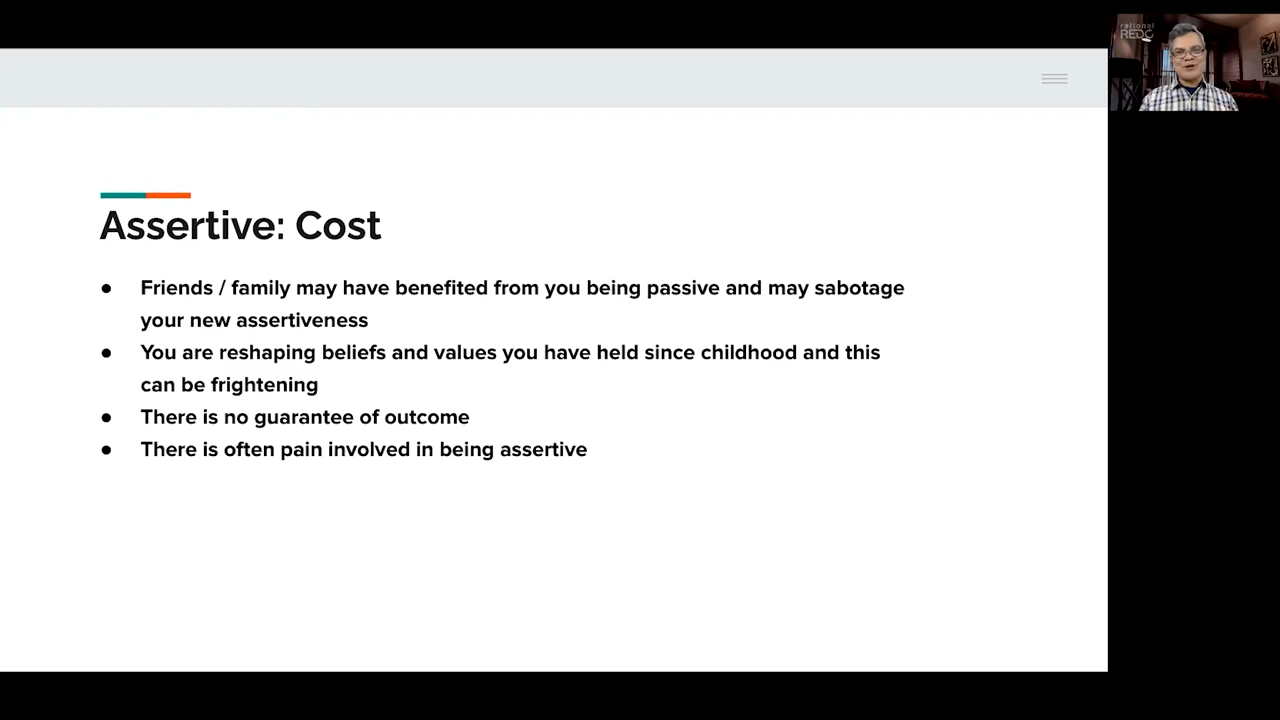 rational
REDO
Assertive: Cost
● Friends / family may have benefited from you being passive and may sabotage
your new assertiveness
● You are reshaping beliefs and values you have held since childhood and this
can be frightening
● There is no guarantee of outcome
● There is often pain involved in being assertive